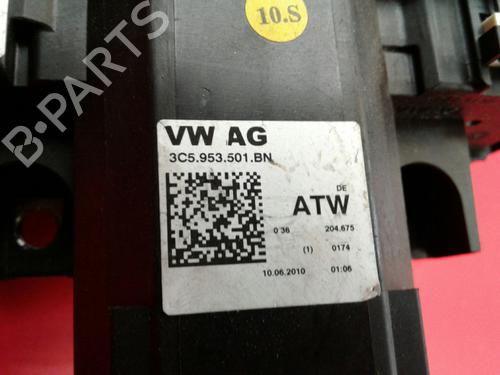 10.S
VW AG
3C5.953.501.BN
DE
ATW
0 36 204.675
(1) 0174
10.06.2010 01:06
B-PARTS